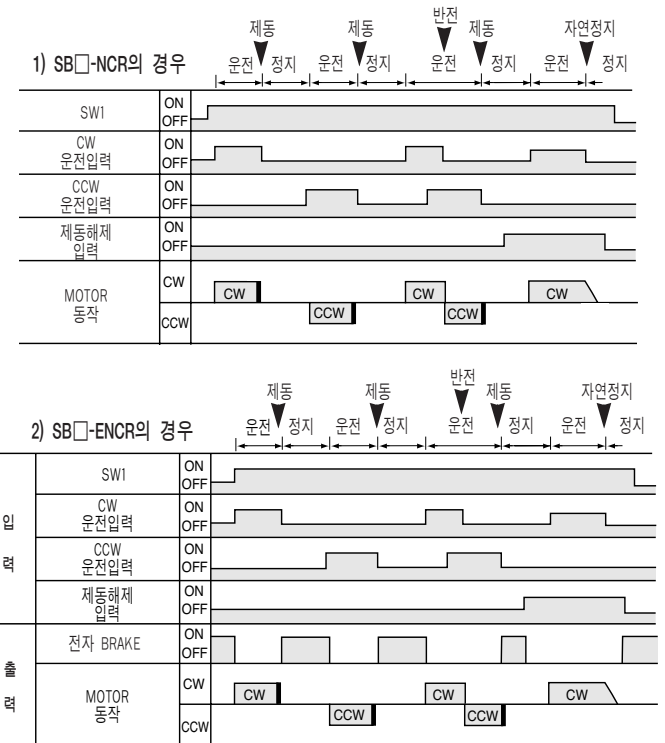 반전
제동 제동 제동 자연정지
1) SB□-NCR의 경우
운전 정지 운전 정지 운전 정지 운전 정지
SW1 ON OFF
CW 운전입력 ON OFF
CCW 운전입력 ON OFF
제동해제 입력 ON OFF
MOTOR 동작 CW CCW
CW CW CW
CCW CCW
반전
제동 제동 제동 자연정지
2) SB□-ENCR의 경우
운전 정지 운전 정지 운전 정지 운전 정지
입력
SW1 ON OFF
CW 운전입력 ON OFF
CCW 운전입력 ON OFF
제동해제 입력 ON OFF
출력
전자 BRAKE ON OFF
MOTOR 동작 CW CCW
CW CW CW
CCW CCW